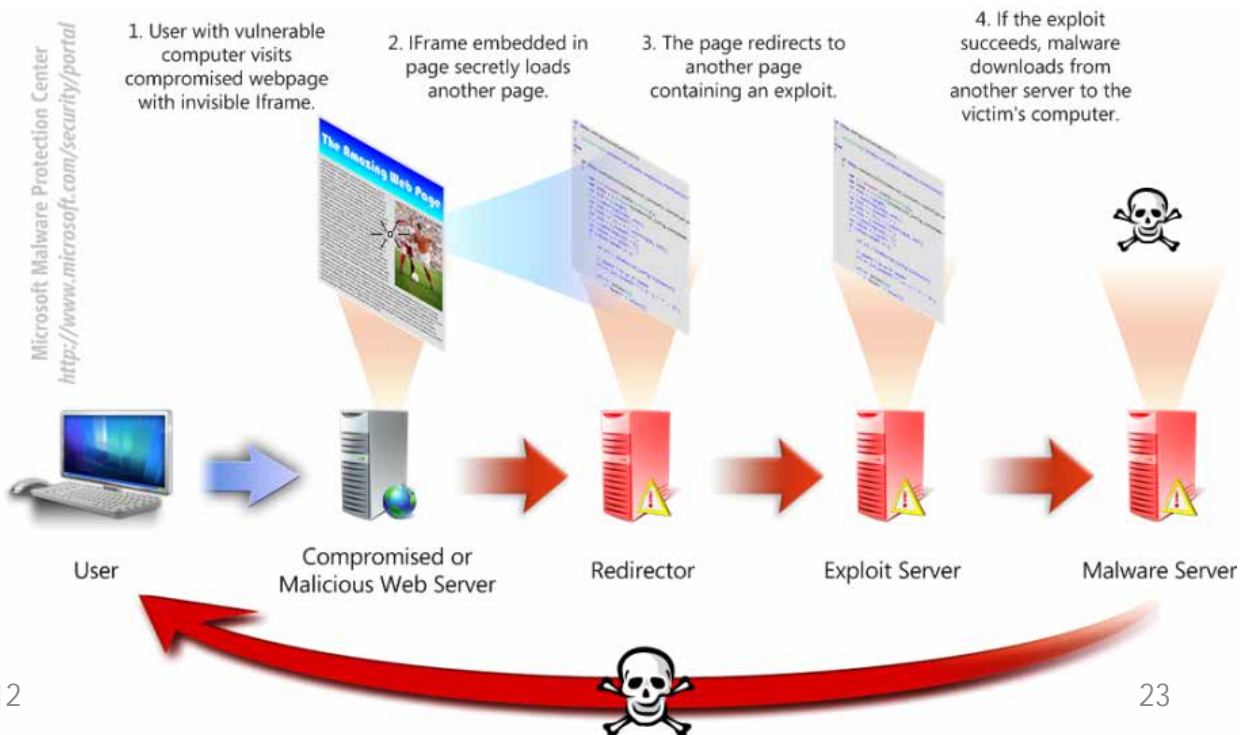 Microsoft Malware Protection Center
http://www.microsoft.com/security/portal
1. User with vulnerable
computer visits
compromised webpage
with invisible Iframe.
2. IFrame embedded in
page secretly loads
another page.
3. The page redirects to
another page
containing an exploit.
4. If the exploit
succeeds, malware
downloads from
another server to the
victim's computer.
The Amazing Web Page
User
Compromised or
Malicious Web Server
Redirector
Exploit Server
Malware Server
12
23